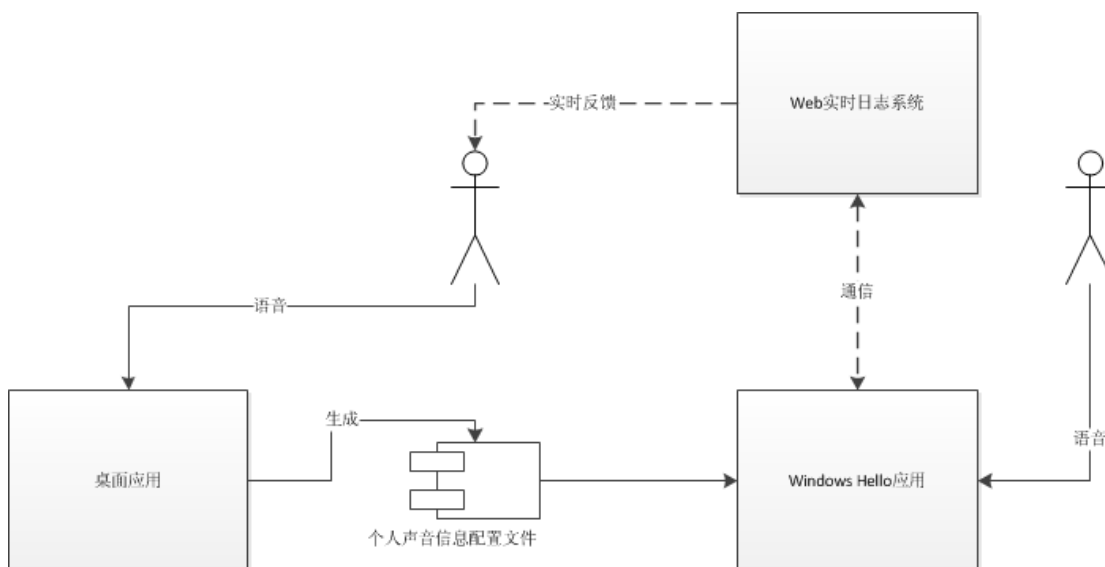 Web实时日志系统
实时反馈
通信
语音
生成
语音
桌面应用
Windows Hello应用
个人声音信息配置文件